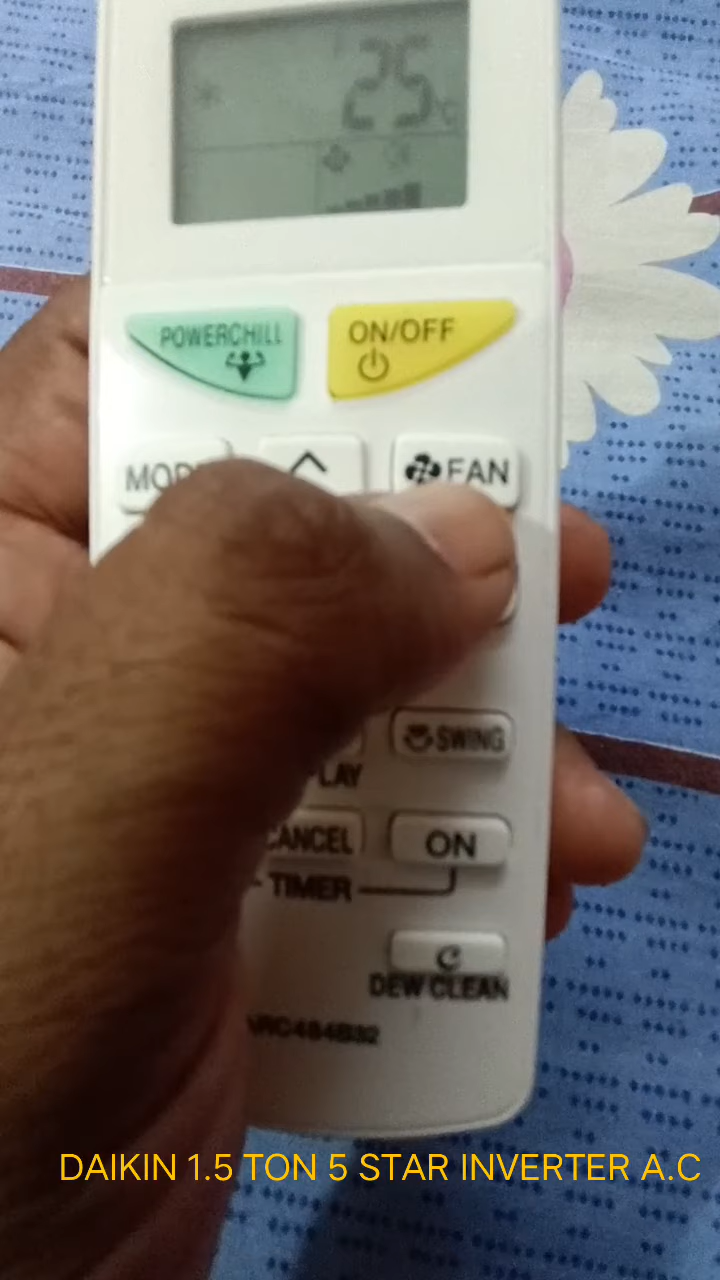 25°C
POWERCHILL ON/OFF
FAN
SWING
CANCEL ON
TIMER
DEW CLEAN
DAIKIN 1.5 TON 5 STAR INVERTER A.C